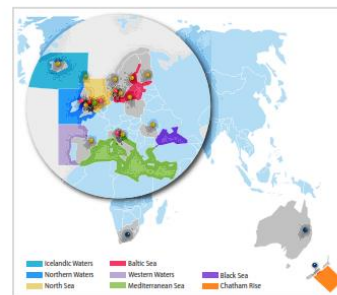 Icelandic Waters
Northern Waters
North Sea
Baltic Sea
Western Waters
Mediterranean Sea
Black Sea
Chatham Rise